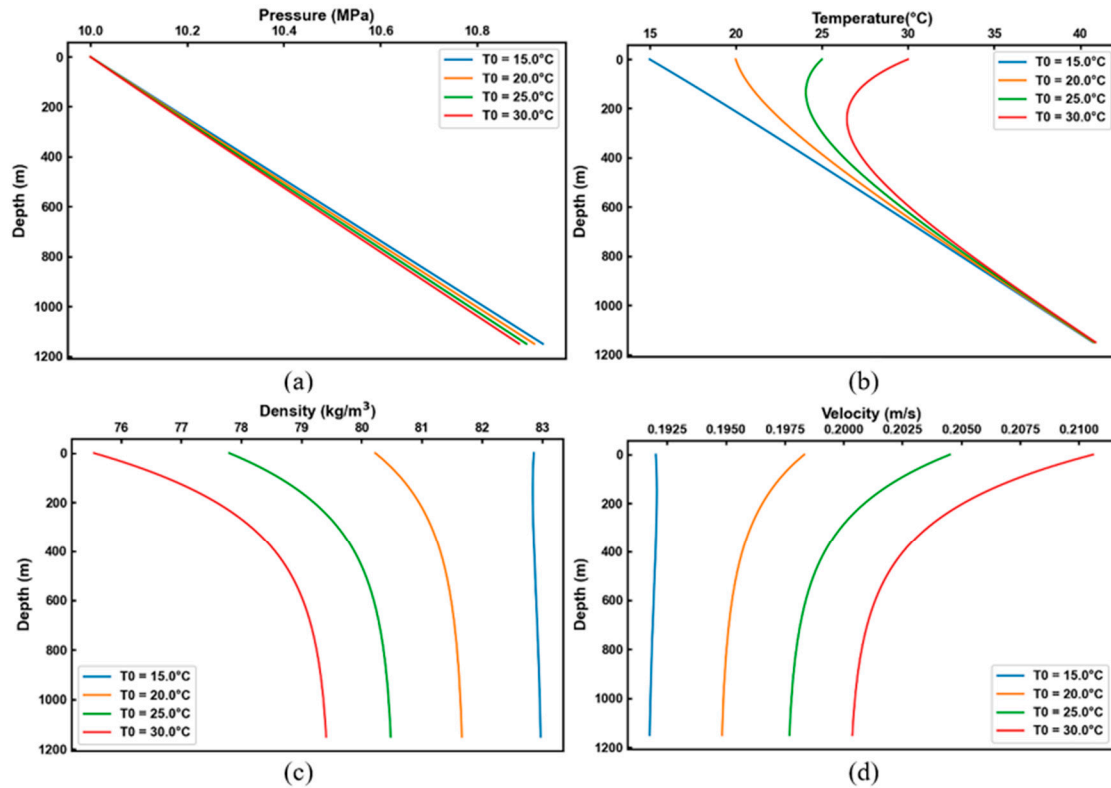 Pressure (MPa)
10.0 10.2 10.4 10.6 10.8
Depth (m)
0
200
400
600
800
1000
1200
T0 = 15.0°C
T0 = 20.0°C
T0 = 25.0°C
T0 = 30.0°C
(a)
Temperature(°C)
15 20 25 30 35 40
Depth (m)
0
200
400
600
800
1000
1200
T0 = 15.0°C
T0 = 20.0°C
T0 = 25.0°C
T0 = 30.0°C
(b)
Density (kg/m³)
76 77 78 79 80 81 82 83
Depth (m)
0
200
400
600
800
1000
1200
T0 = 15.0°C
T0 = 20.0°C
T0 = 25.0°C
T0 = 30.0°C
(c)
Velocity (m/s)
0.1925 0.1950 0.1975 0.2000 0.2025 0.2050 0.2075 0.2100
Depth (m)
0
200
400
600
800
1000
1200
T0 = 15.0°C
T0 = 20.0°C
T0 = 25.0°C
T0 = 30.0°C
(d)